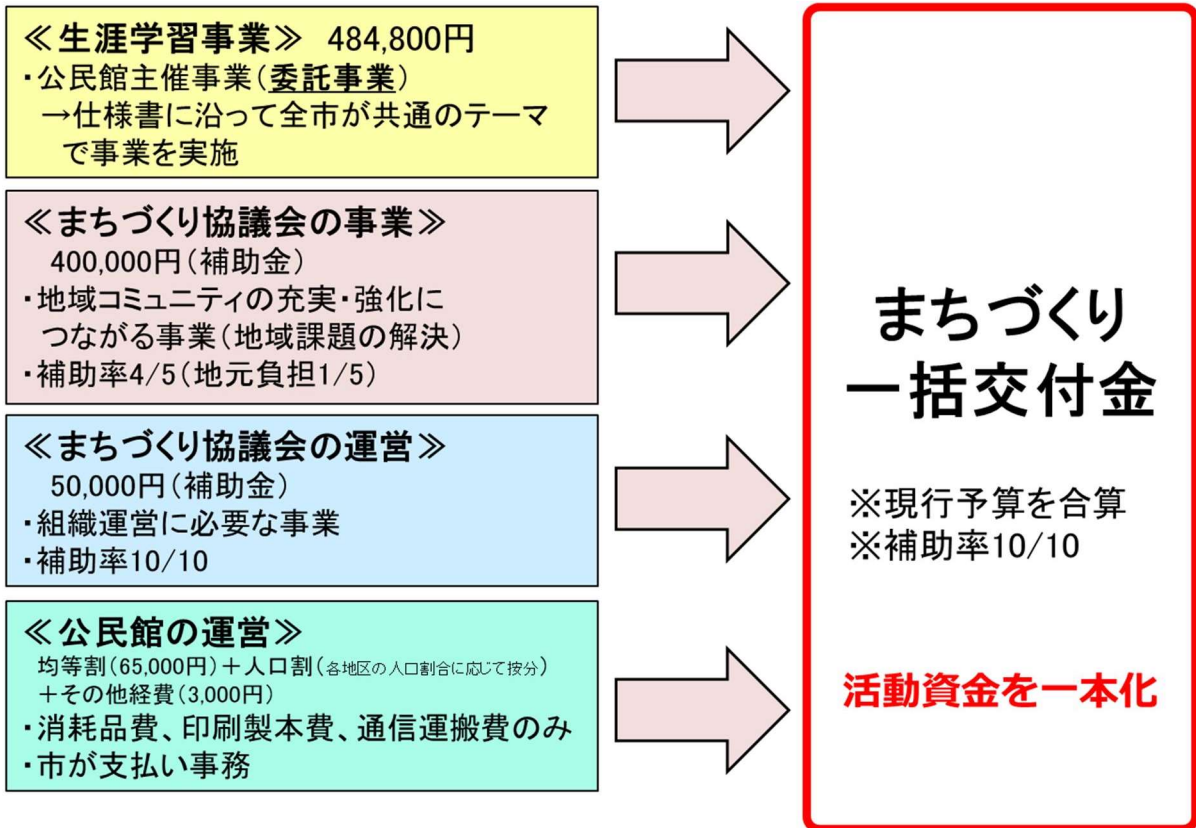 ≪生涯学習事業≫ 484,800円
・公民館主催事業(委託事業)
→仕様書に沿って全市が共通のテーマ
で事業を実施
≪まちづくり協議会の事業≫
400,000円(補助金)
・地域コミュニティの充実・強化に
つながる事業(地域課題の解決)
・補助率4/5(地元負担1/5)
≪まちづくり協議会の運営≫
50,000円(補助金)
・組織運営に必要な事業
・補助率10/10
≪公民館の運営≫
均等割(65,000円)+人口割(各地区の人口割合に応じて按分)
+その他経費(3,000円)
・消耗品費、印刷製本費、通信運搬費のみ
・市が支払い事務
まちづくり
一括交付金
※現行予算を合算
※補助率10/10
活動資金を一本化